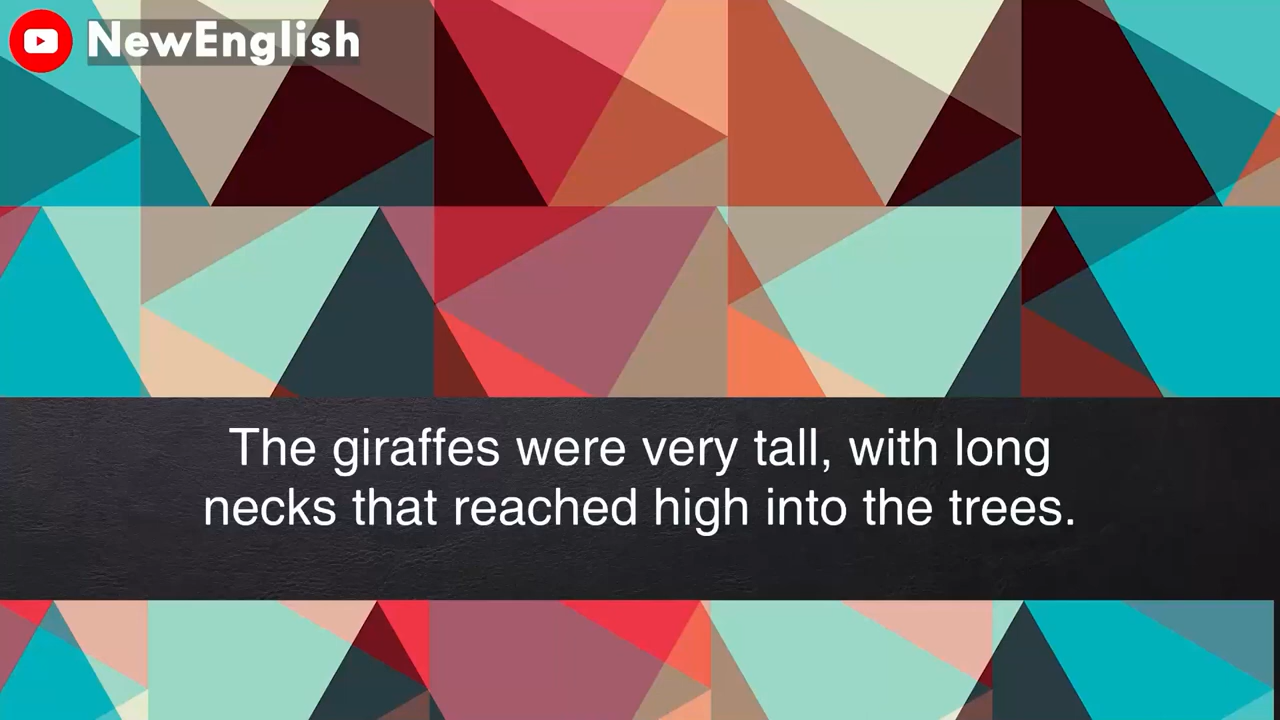 NewEnglish
The giraffes were very tall, with long
necks that reached high into the trees.